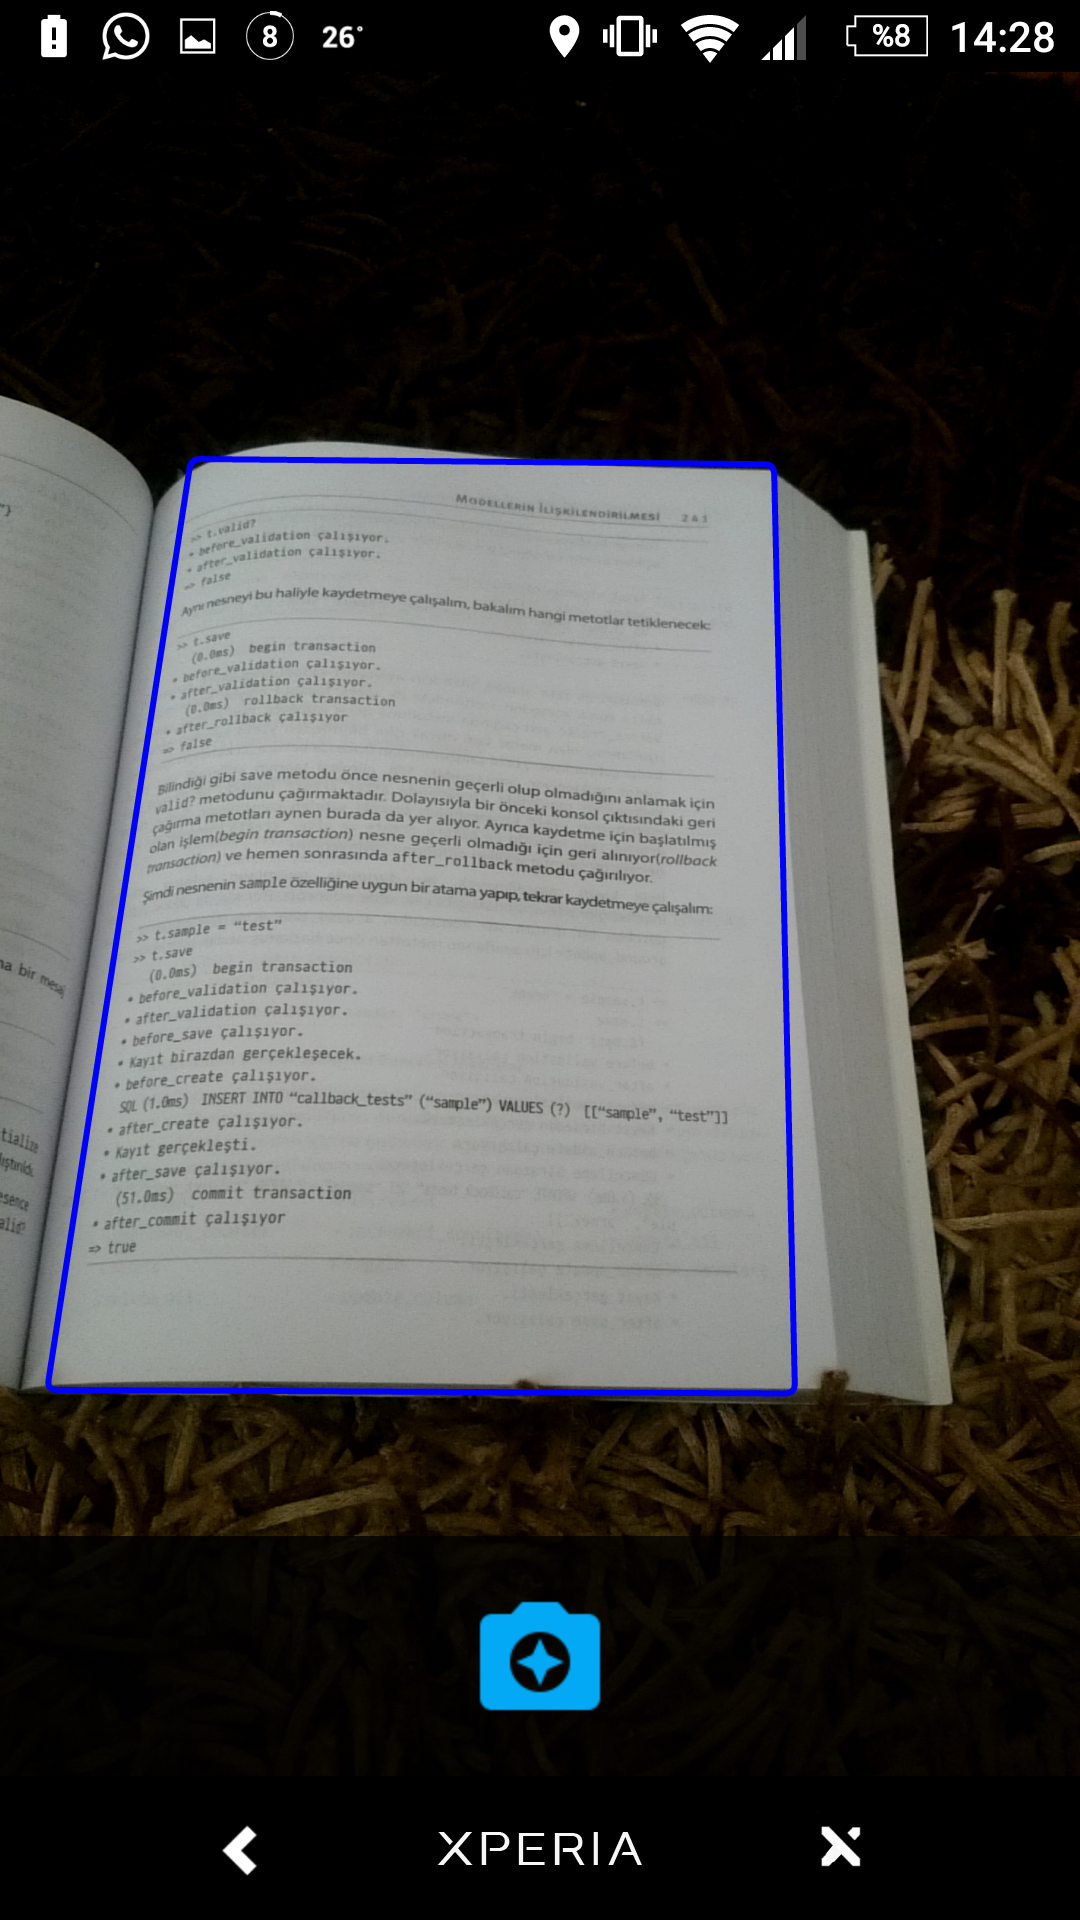 8 26° %8 14:28
"}
MODELLERİN İLİŞKİLENDİRİLMESİ 241
>> t.valid?
• before_validation çalışıyor.
• after_validation çalışıyor.
=> false
Aynı nesneyi bu haliyle kaydetmeye çalışalım, bakalım hangi metotlar tetiklenecek:
>> t.save
(0.0ms) begin transaction
• before_validation çalışıyor.
• after_validation çalışıyor.
(0.0ms) rollback transaction
• after_rollback çalışıyor
=> false
Bilindiği gibi save metodu önce nesnenin geçerli olup olmadığını anlamak için
valid? metodunu çağırmaktadır. Dolayısıyla bir önceki konsol çıktısındaki geri
çağırma metotları aynen burada da yer alıyor. Ayrıca kaydetme için başlatılmış
olan işlem(begin transaction) nesne geçerli olmadığı için geri alınıyor(rollback
transaction) ve hemen sonrasında after_rollback metodu çağırılıyor.
Şimdi nesnenin sample özelliğine uygun bir atama yapıp, tekrar kaydetmeye çalışalım:
>> t.sample = “test”
>> t.save
(0.0ms) begin transaction
• before_validation çalışıyor.
• after_validation çalışıyor.
• before_save çalışıyor.
• Kayıt birazdan gerçekleşecek.
• before_create çalışıyor.
SQL (1.0ms) INSERT INTO “callback_tests” (“sample”) VALUES (?) [[“sample”, “test”]]
• after_create çalışıyor.
• Kayıt gerçekleşti.
• after_save çalışıyor.
(51.0ms) commit transaction
• after_commit çalışıyor
=> true
na bir mesaj
tialize
ıştırıldı.
esence
alid?
XPERIA